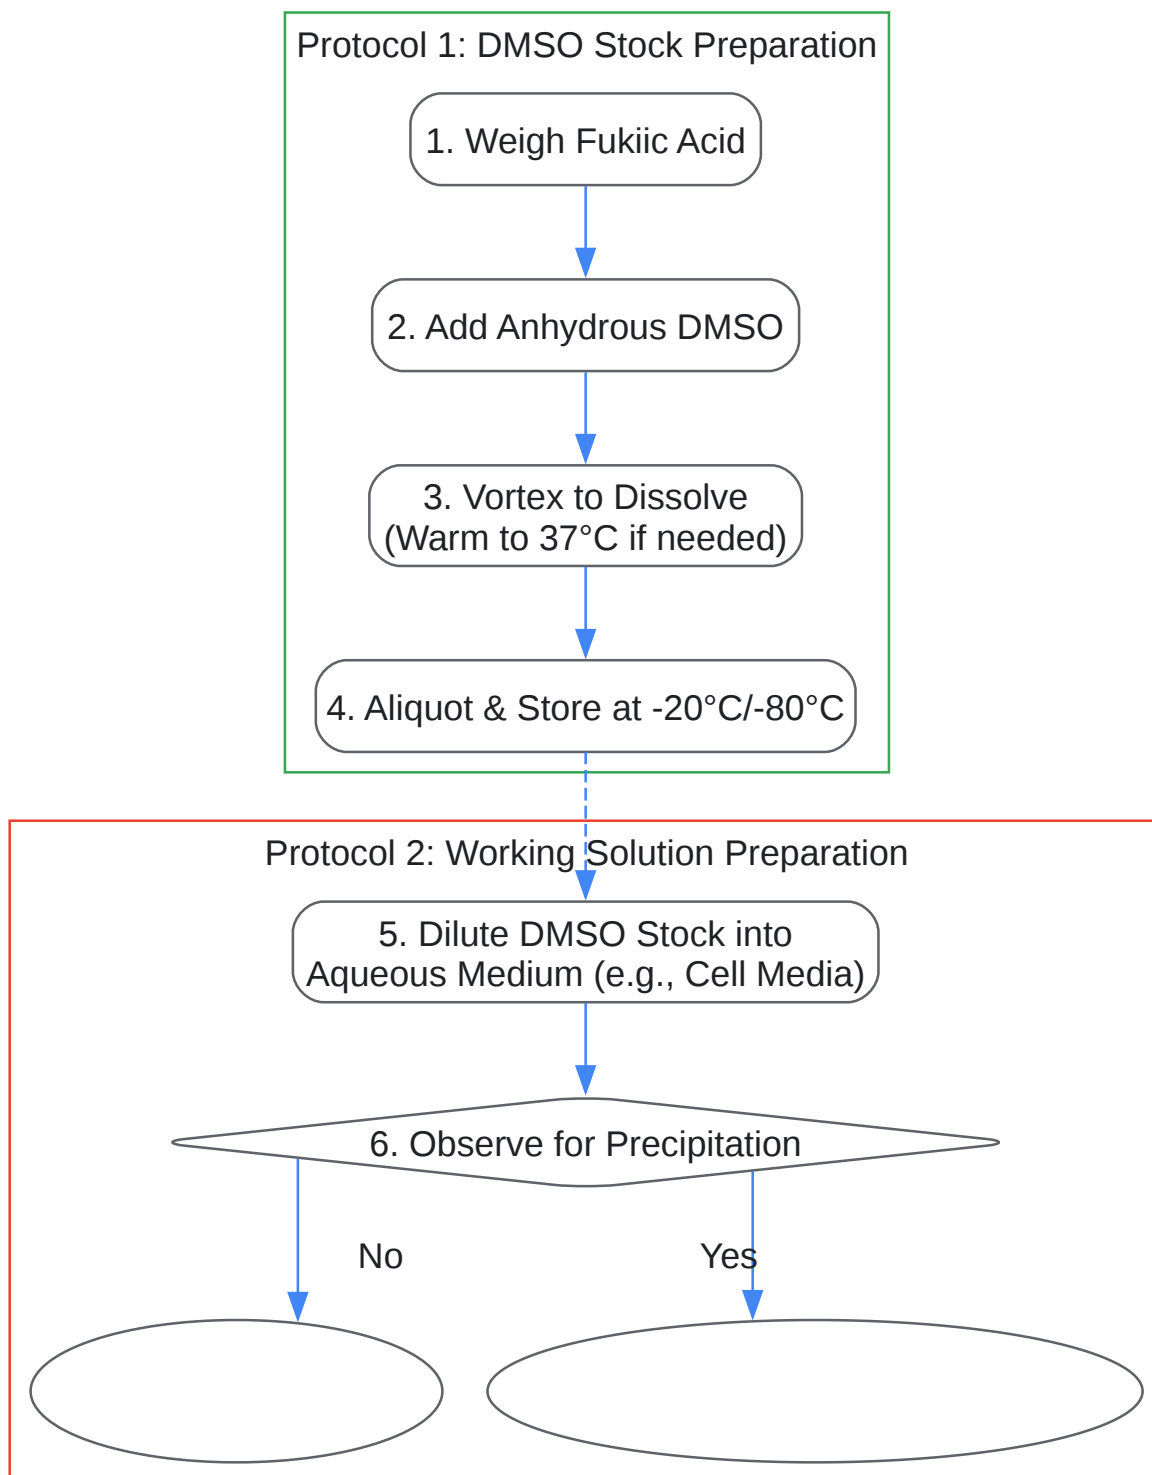 Protocol 1: DMSO Stock Preparation
1. Weigh Fukiic Acid
2. Add Anhydrous DMSO
3. Vortex to Dissolve
(Warm to 37°C if needed)
4. Aliquot & Store at -20°C/-80°C
Protocol 2: Working Solution Preparation
5. Dilute DMSO Stock into
Aqueous Medium (e.g., Cell Media)
6. Observe for Precipitation
No
Yes